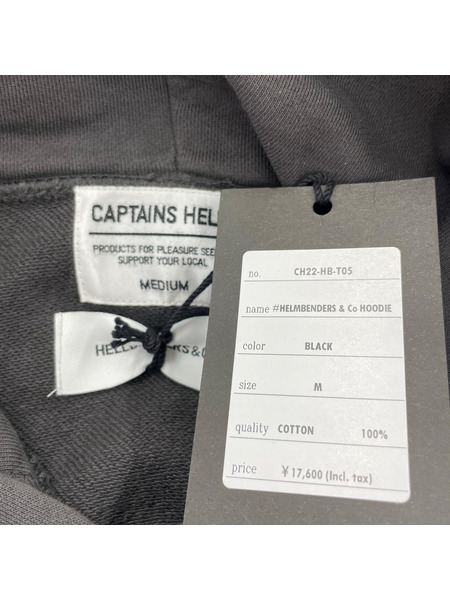 CAPTAINS HEL
PRODUCTS FOR PLEASURE SEE
SUPPORT YOUR LOCAL
MEDIUM
no. CH22-HB-T05
name #HELMBENDERS & Co HOODIE
color BLACK
size M
quality COTTON 100%
price ¥17,600 (Incl. tax)